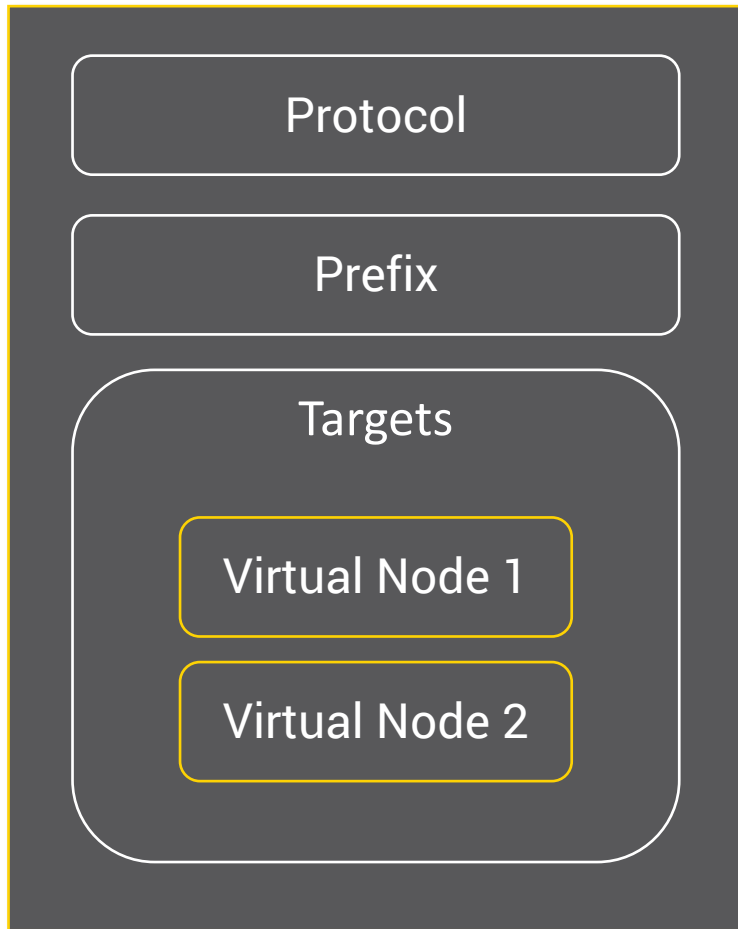 Protocol
Prefix
Targets
Virtual Node 1
Virtual Node 2